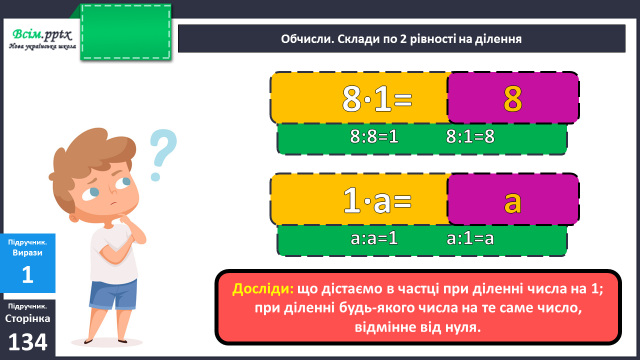 Всім.pptx
Нова українська школа
Обчисли. Склади по 2 рівності на ділення
8·1= 8
8:8=1 8:1=8
1·а= а
а:а=1 а:1=а
Підручник.
Вирази
1
Підручник.
Сторінка
134
Досліди: що дістаємо в частці при діленні числа на 1;
при діленні будь-якого числа на те саме число,
відмінне від нуля.